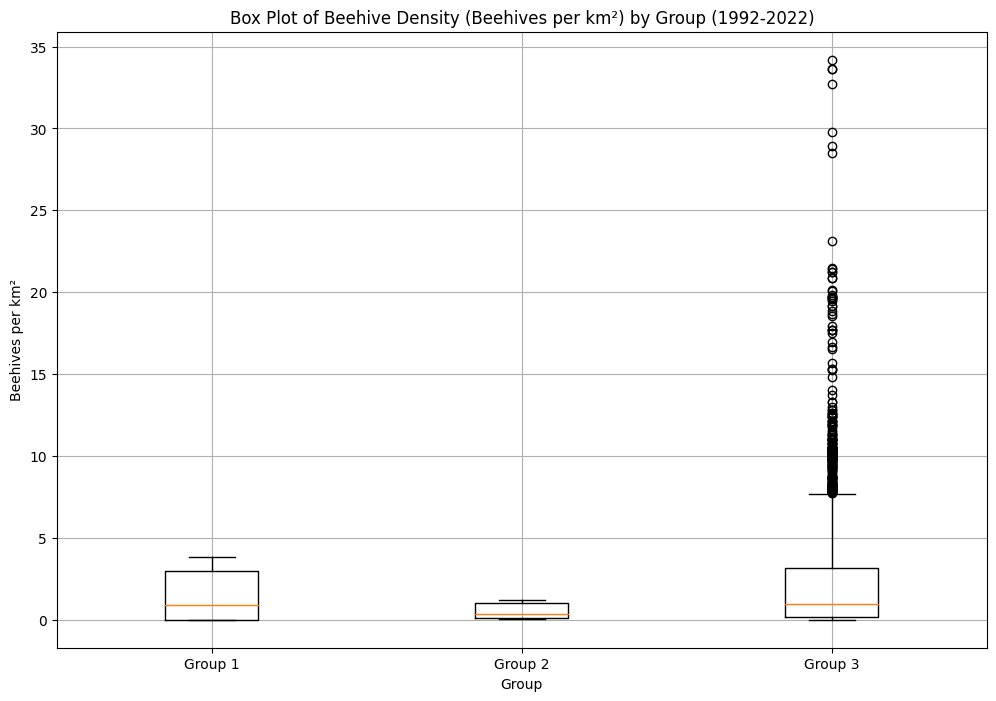 Box Plot of Beehive Density (Beehives per km²) by Group (1992-2022)
35
30
25
20
15
10
5
0
Beehives per km²
Group 1 Group 2 Group 3
Group